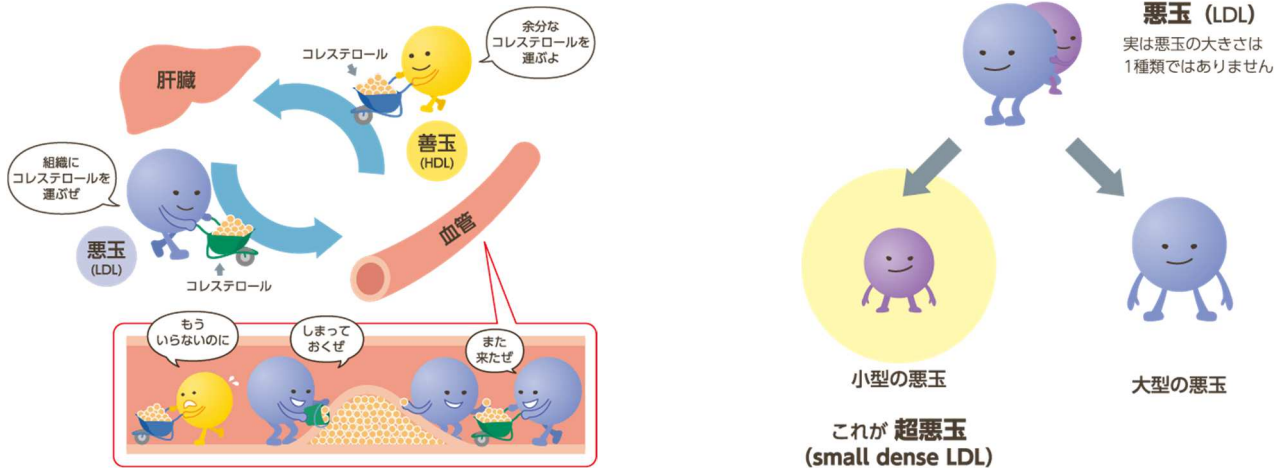 余分な
コレステロールを
運ぶよ
コレステロール
肝臓
善玉
(HDL)
組織に
コレステロールを
運ぶぜ
悪玉
(LDL)
コレステロール
血管
もう
いらないのに
しまって
おくぜ
また
来たぜ
悪玉 (LDL)
実は悪玉の大きさは
1種類ではありません
小型の悪玉
大型の悪玉
これが 超悪玉
(small dense LDL)